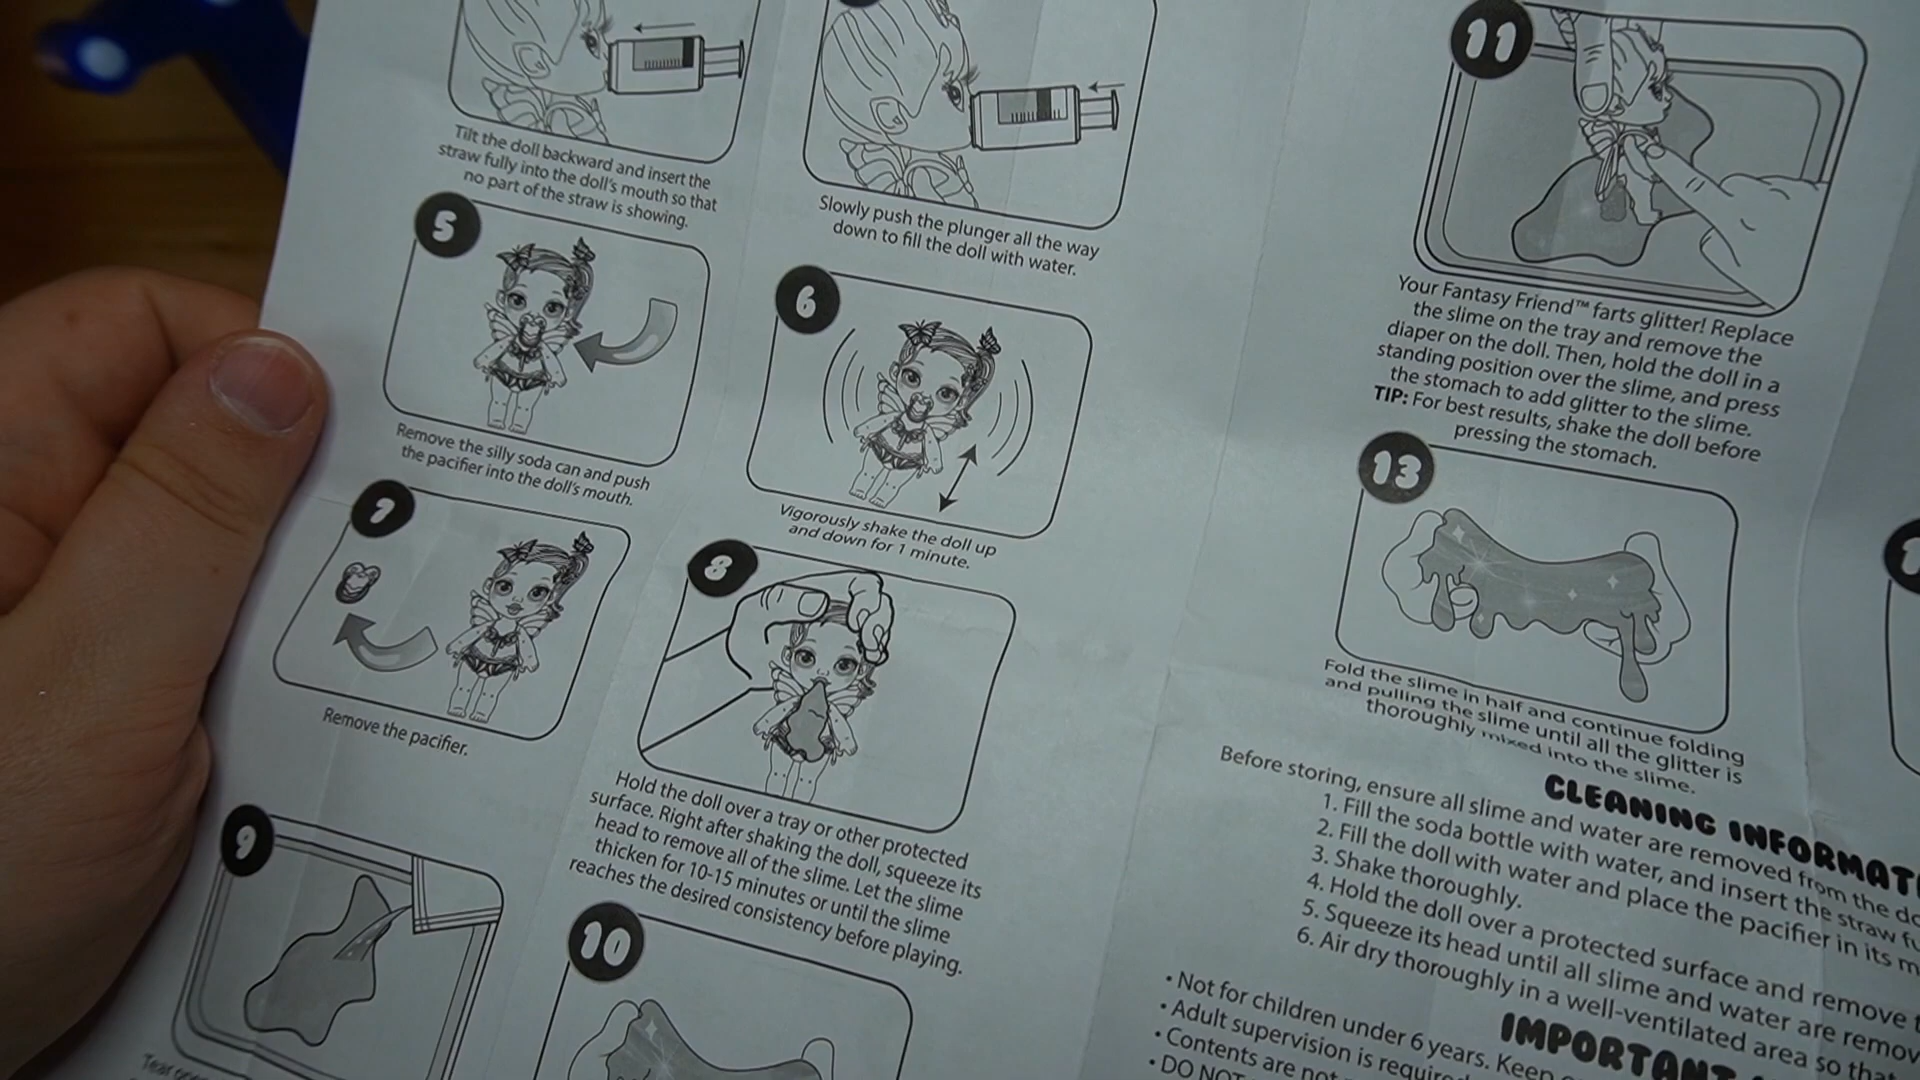 Tilt the doll backward and insert the
straw fully into the doll's mouth so that
no part of the straw is showing.
Slowly push the plunger all the way
down to fill the doll with water.
5
Remove the silly soda can and push
the pacifier into the doll's mouth.
6
Vigorously shake the doll up
and down for 1 minute.
7
Remove the pacifier.
8
Hold the doll over a tray or other protected
surface. Right after shaking the doll, squeeze its
head to remove all of the slime. Let the slime
thicken for 10-15 minutes or until the slime
reaches the desired consistency before playing.
9
10
11
Your Fantasy Friend™ farts glitter! Replace
the slime on the tray and remove the
diaper on the doll. Then, hold the doll in a
standing position over the slime, and press
the stomach to add glitter to the slime.
TIP: For best results, shake the doll before
pressing the stomach.
13
Fold the slime in half and continue folding
and pulling the slime until all the glitter is
thoroughly mixed into the slime.
CLEANING
Before storing, ensure all slime and water are removed from the
1. Fill the soda bottle with water, and insert the straw
2. Fill the doll with water and place the pacifier in its
3. Shake thoroughly.
4. Hold the doll over a protected surface and remove
5. Squeeze its head until all slime and water are
6. Air dry thoroughly in a well-ventilated area so that
IMPORTANT
• Not for children under 6 years. Keep
• Adult supervision is
• Contents are not
• DO NOT